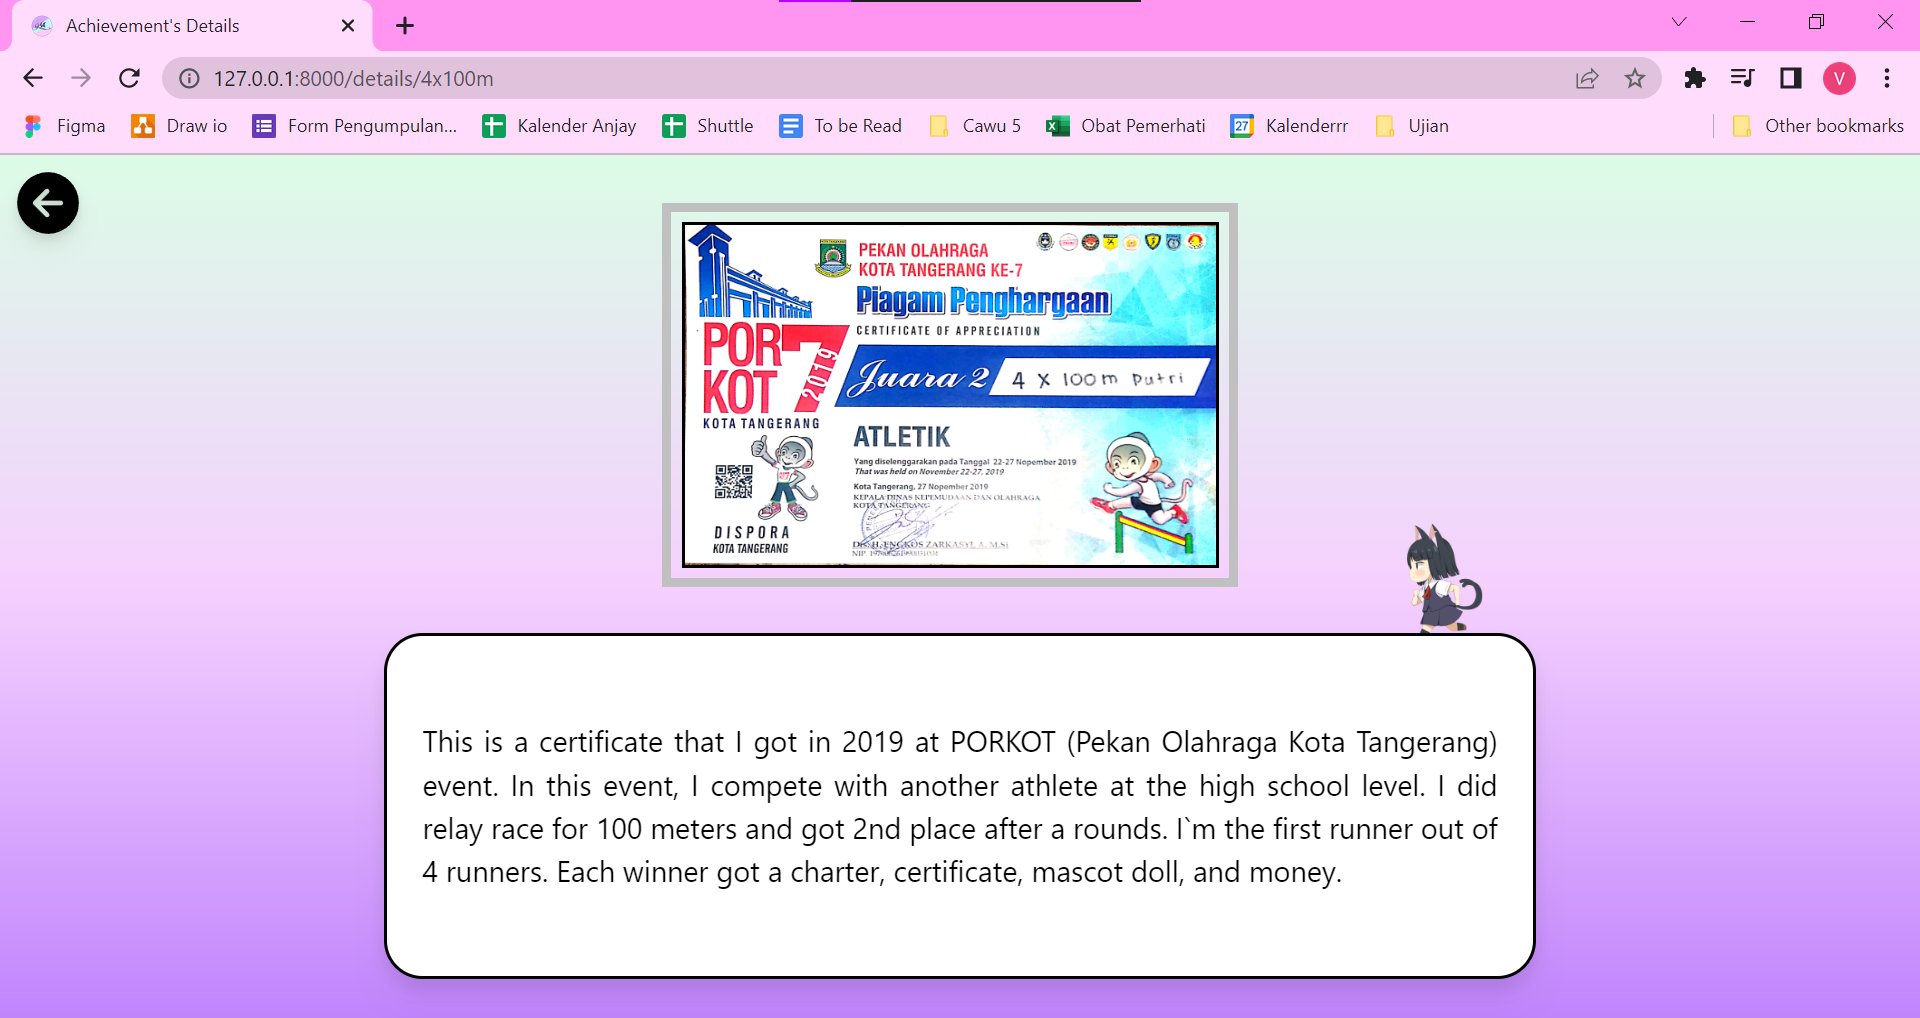 Achievement's Details
127.0.0.1:8000/details/4x100m
V
Figma
Draw io
Form Pengumpulan...
Kalender Anjay
Shuttle
To be Read
Cawu 5
Obat Pemerhati
27
Kalenderrr
Ujian
Other bookmarks
PEKAN OLAHRAGA
KOTA TANGERANG KE-7
Piagam Penghargaan
CERTIFICATE OF APPRECIATION
POR
KOT
7
2019
KOTA TANGERANG
Juara 2
4 x 100m Putri
ATLETIK
Yang diselenggarakan pada Tanggal 22-27 Nopember 2019
That was held on November 22-27, 2019
Kota Tangerang, 27 Nopember 2019
KEPALA DINAS KEPEMUDAAN DAN OLAHRAGA
KOTA TANGERANG
Drs. H. ENGKOS ZARKASYI, A. M.Si
NIP.
DISPORA
KOTA TANGERANG
This is a certificate that I got in 2019 at PORKOT (Pekan Olahraga Kota Tangerang)
event. In this event, I compete with another athlete at the high school level. I did
relay race for 100 meters and got 2nd place after a rounds. I`m the first runner out of
4 runners. Each winner got a charter, certificate, mascot doll, and money.